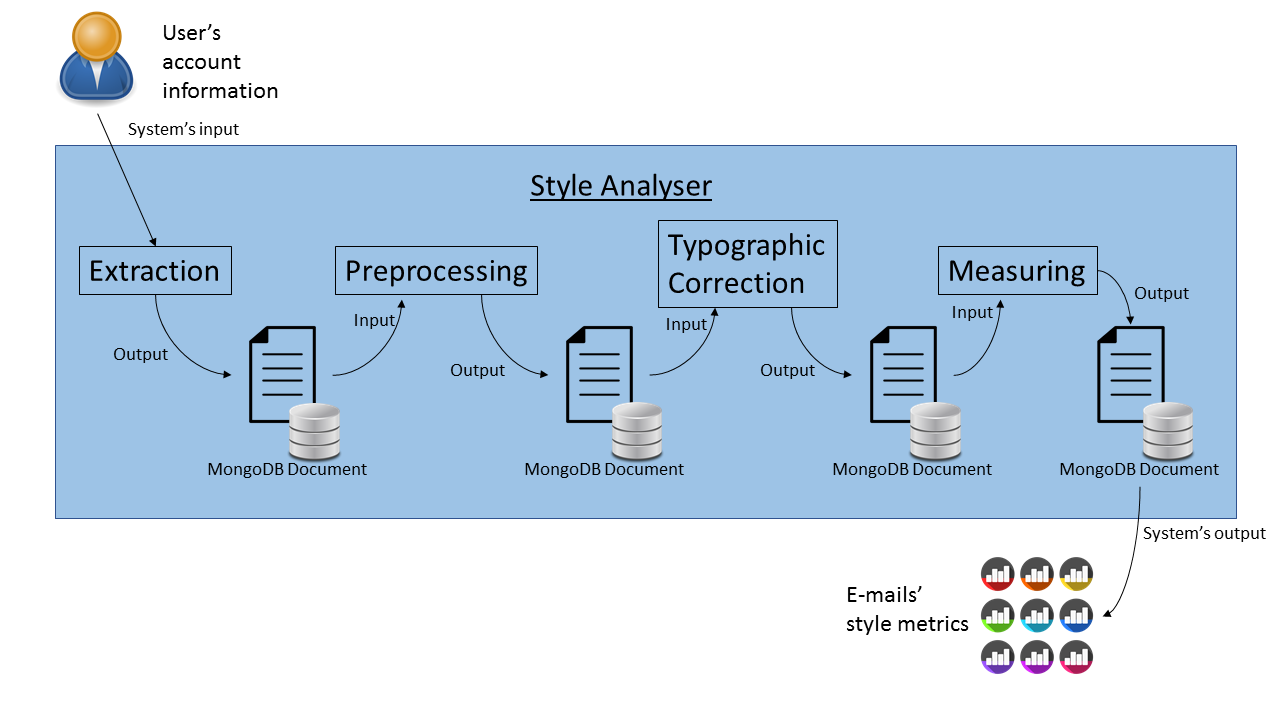 User's
account
information
System's input
Style Analyser
Extraction
Preprocessing
Typographic
Correction
Measuring
Output
Input
Output
Input
Output
Input
Output
MongoDB Document
MongoDB Document
MongoDB Document
MongoDB Document
System's output
E-mails'
style metrics